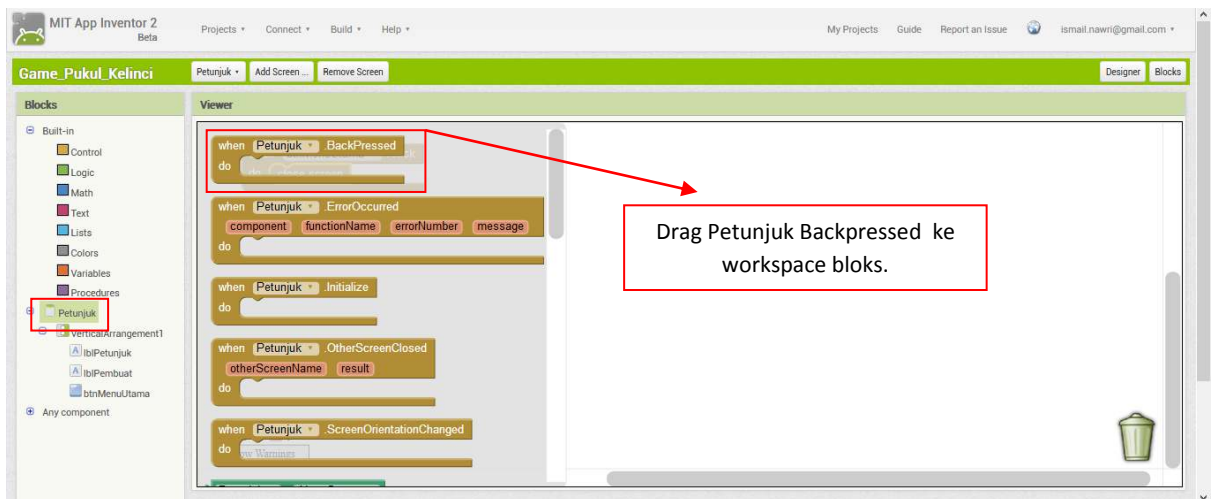 MIT App Inventor 2
Beta
Projects Connect Build Help
My Projects Guide Report an Issue ismail.nawri@gmail.com
Game_Pukul_Kelinci Petunjuk Add Screen ... Remove Screen Designer Blocks
Blocks
Viewer
Built-in
Control
Logic
Math
Text
Lists
Colors
Variables
Procedures
Petunjuk
VerticalArrangement1
lblPetunjuk
lblPembuat
btnMenuUtama
Any component
when Petunjuk .BackPressed
do
when Petunjuk .ErrorOccurred
component functionName errorNumber message
do
when Petunjuk .Initialize
do
when Petunjuk .OtherScreenClosed
otherScreenName result
do
when Petunjuk .ScreenOrientationChanged
do
Warnings
Drag Petunjuk Backpressed ke
workspace bloks.